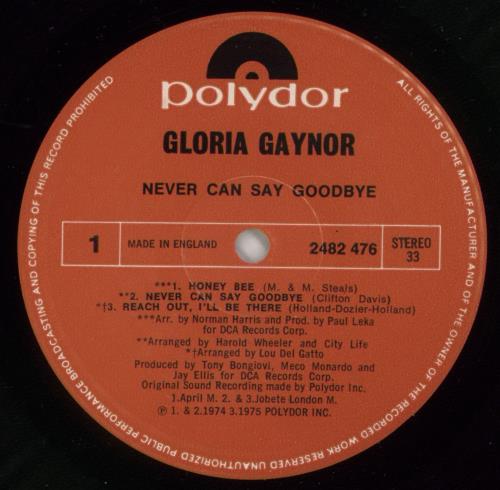 polydor
GLORIA GAYNOR
NEVER CAN SAY GOODBYE
1
MADE IN ENGLAND
2482 476
STEREO
33
***1. HONEY BEE (M. & M. Steals)
**2. NEVER CAN SAY GOODBYE (Clifton Davis)
*†3. REACH OUT, I'LL BE THERE (Holland-Dozier-Holland)
***Arr. by Norman Harris and Prod. by Paul Leka
for DCA Records Corp.
**Arranged by Harold Wheeler and City Life
*†Arranged by Lou Del Gatto
Produced by Tony Bongiovi, Meco Monardo and
Jay Ellis for DCA Records Corp.
Original Sound Recording made by Polydor Inc.
1.April M. 2. & 3.Jobete London M.
℗ 1. & 2.1974 3.1975 POLYDOR INC.
ALL RIGHTS OF THE MANUFACTURER AND OF THE OWNER OF THE RECORDED WORK RESERVED UNAUTHORIZED PUBLIC PERFORMANCE BROADCASTING AND COPYING OF THIS RECORD PROHIBITED